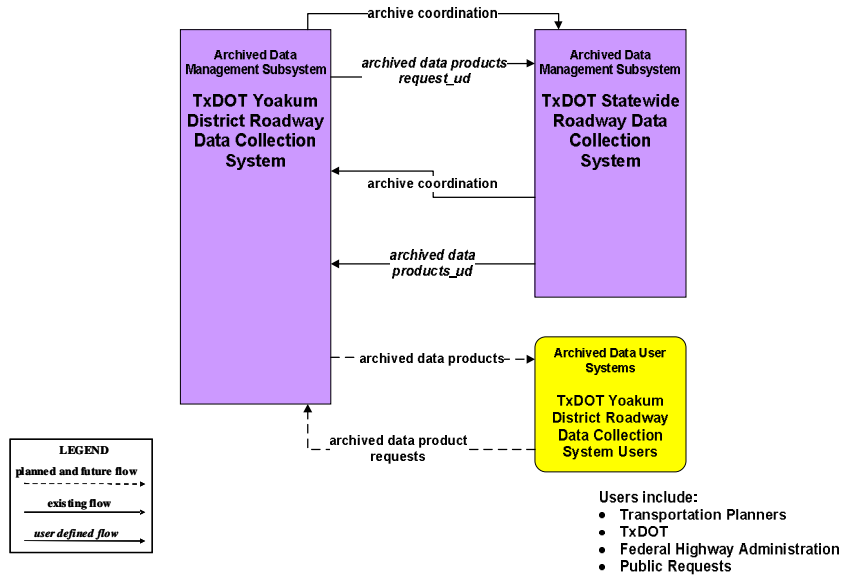 archive coordination
Archived Data
Management Subsystem
TxDOT Yoakum
District Roadway
Data Collection
System
archived data products
request_ud
Archived Data
Management Subsystem
TxDOT Statewide
Roadway Data
Collection
System
archive coordination
archived data
products_ud
archived data products
Archived Data User
Systems
TxDOT Yoakum
District Roadway
Data Collection
System Users
archived data product
requests
LEGEND
planned and future flow
existing flow
user defined flow
Users include:
● Transportation Planners
● TxDOT
● Federal Highway Administration
● Public Requests